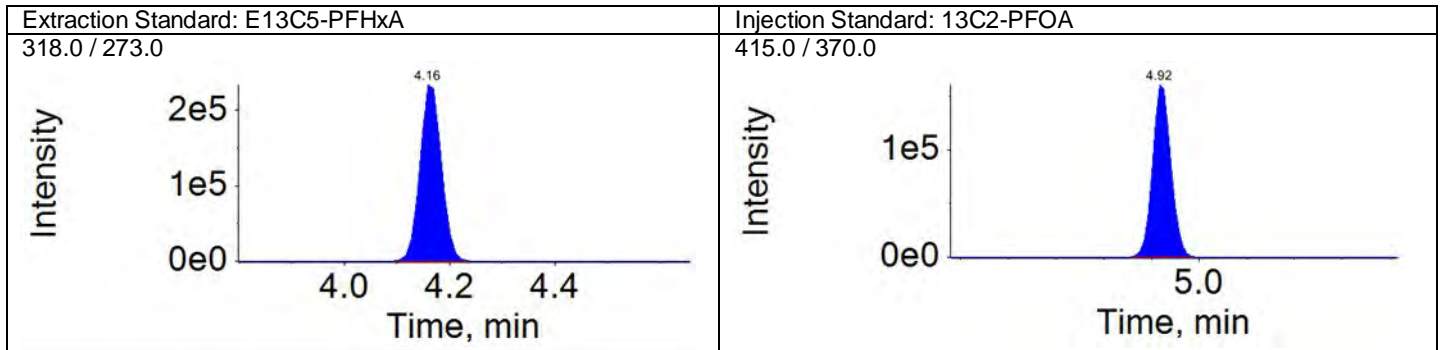 Extraction Standard: E13C5-PFHxA
318.0 / 273.0
4.16
2e5
1e5
0e0
Intensity
4.0 4.2 4.4
Time, min
Injection Standard: 13C2-PFOA
415.0 / 370.0
4.92
1e5
0e0
Intensity
5.0
Time, min